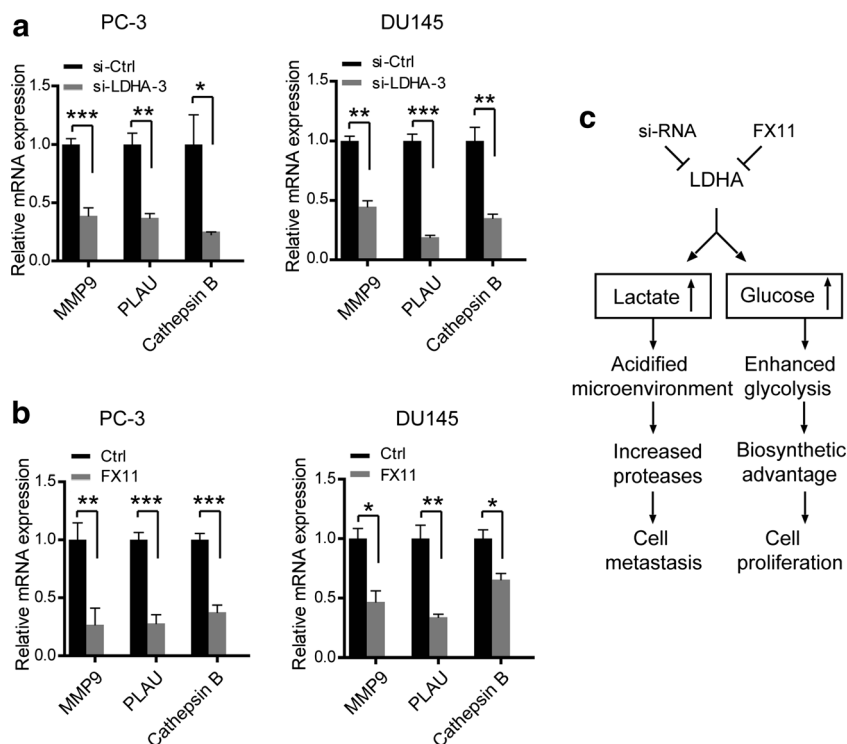 a
PC-3
si-Ctrl
si-LDHA-3
Relative mRNA expression
1.5
1.0
0.5
0.0
***
**
*
MMP9
PLAU
Cathepsin B
DU145
si-Ctrl
si-LDHA-3
Relative mRNA expression
1.5
1.0
0.5
0.0
**
***
**
MMP9
PLAU
Cathepsin B
b
PC-3
Ctrl
FX11
Relative mRNA expression
1.5
1.0
0.5
0.0
**
***
***
MMP9
PLAU
Cathepsin B
DU145
Ctrl
FX11
Relative mRNA expression
1.5
1.0
0.5
0.0
*
**
*
MMP9
PLAU
Cathepsin B
c
si-RNA
FX11
LDHA
Lactate
Glucose
Acidified
microenvironment
Enhanced
glycolysis
Increased
proteases
Biosynthetic
advantage
Cell
metastasis
Cell
proliferation